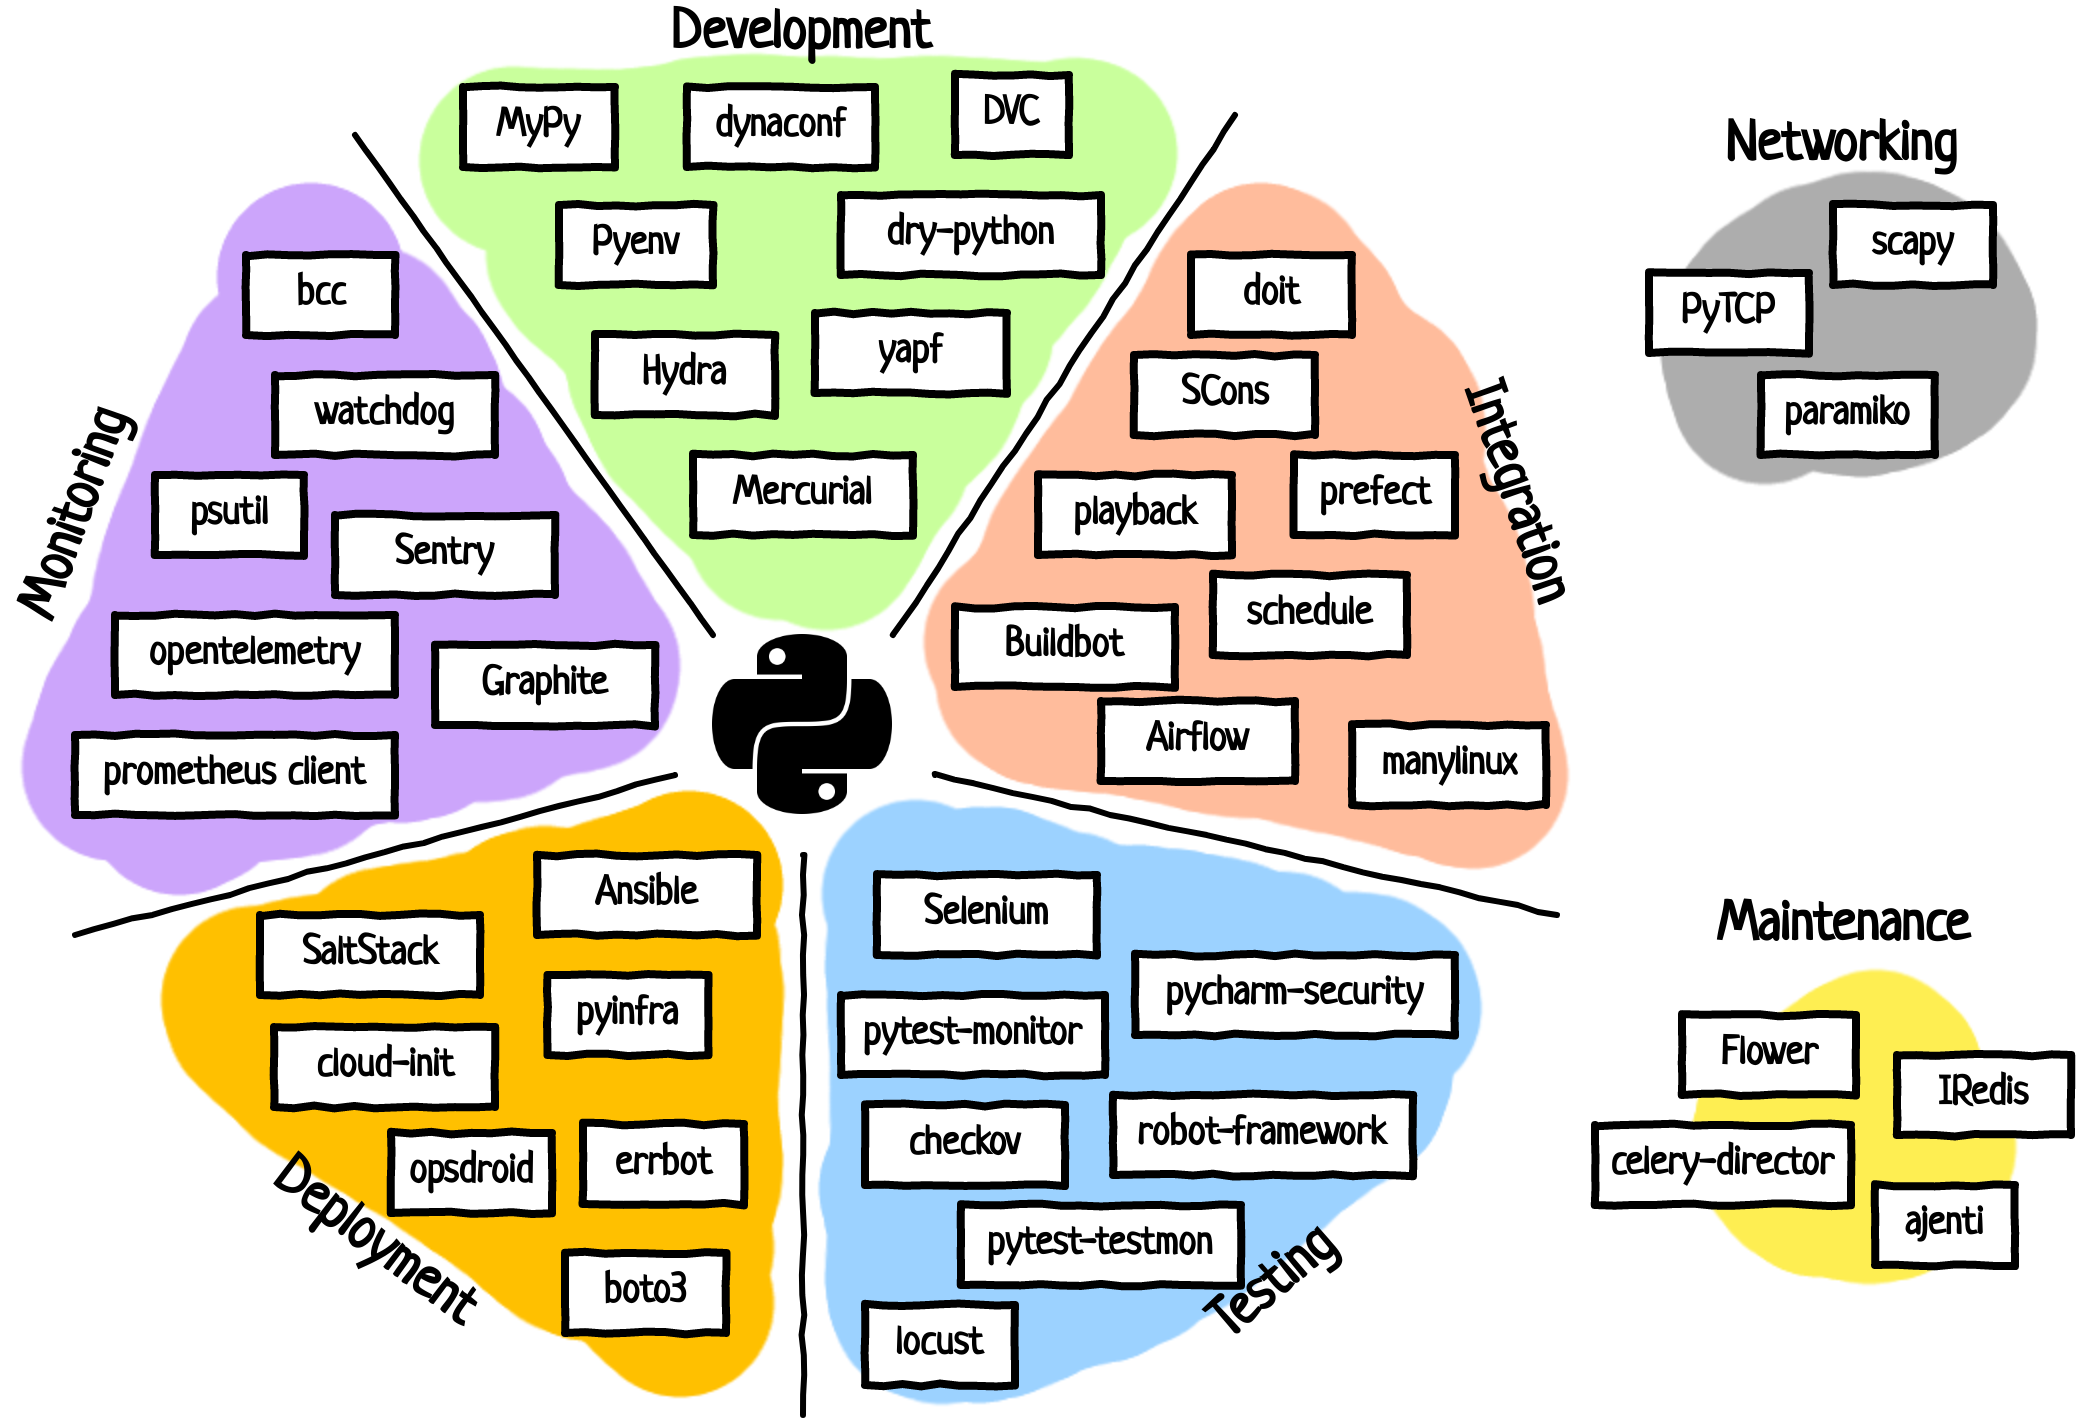 Development
MyPy
dynaconf
DVC
Pyenv
dry-python
Hydra
yapf
Mercurial
Monitoring
bcc
watchdog
psutil
Sentry
opentelemetry
Graphite
prometheus client
Integration
doit
SCons
playback
prefect
schedule
Buildbot
Airflow
manylinux
Deployment
Ansible
SaltStack
pyinfra
cloud-init
opsdroid
errbot
boto3
Testing
Selenium
pycharm-security
pytest-monitor
checkov
robot-framework
pytest-testmon
locust
Networking
scapy
PyTCP
paramiko
Maintenance
Flower
IRedis
celery-director
ajenti